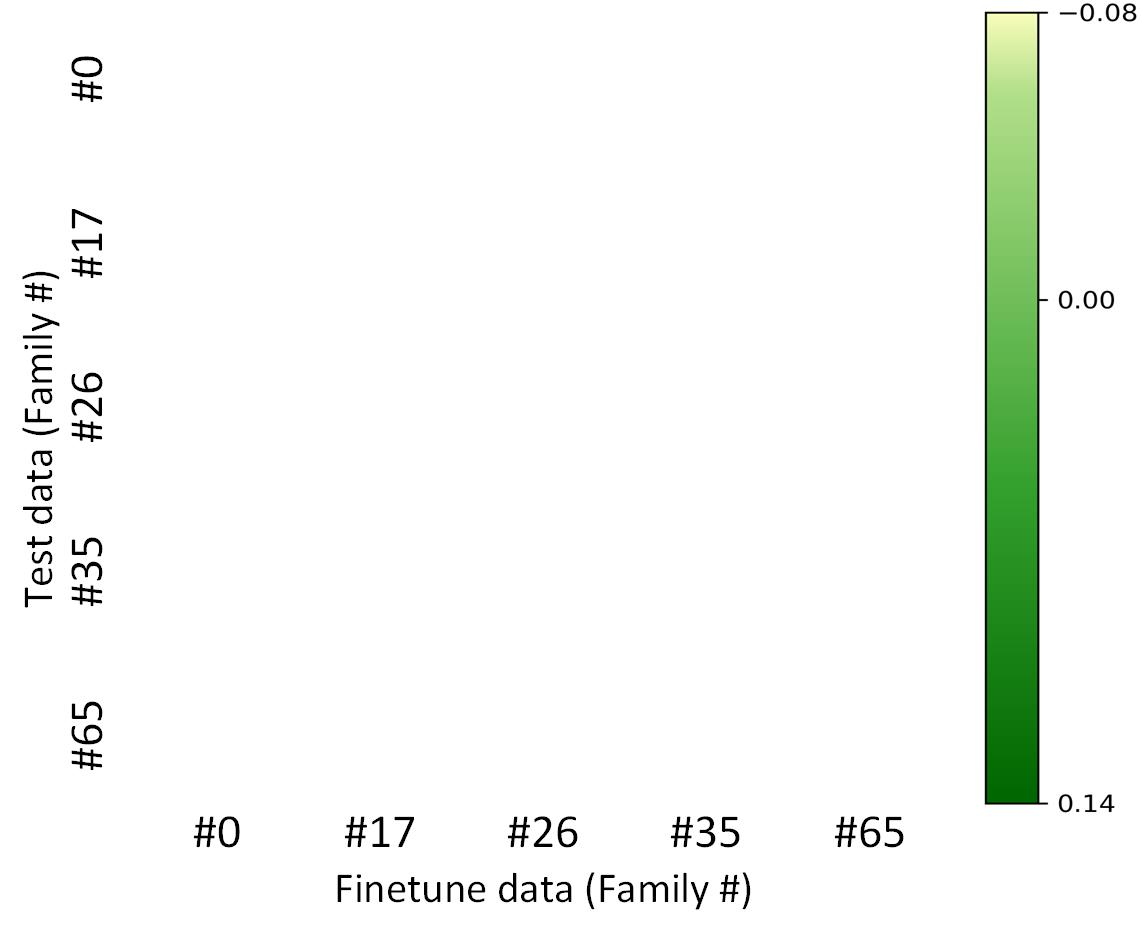 Test data (Family #)
#0
#17
#26
#35
#65
#0 #17 #26 #35 #65
Finetune data (Family #)
−0.08
0.00
0.14